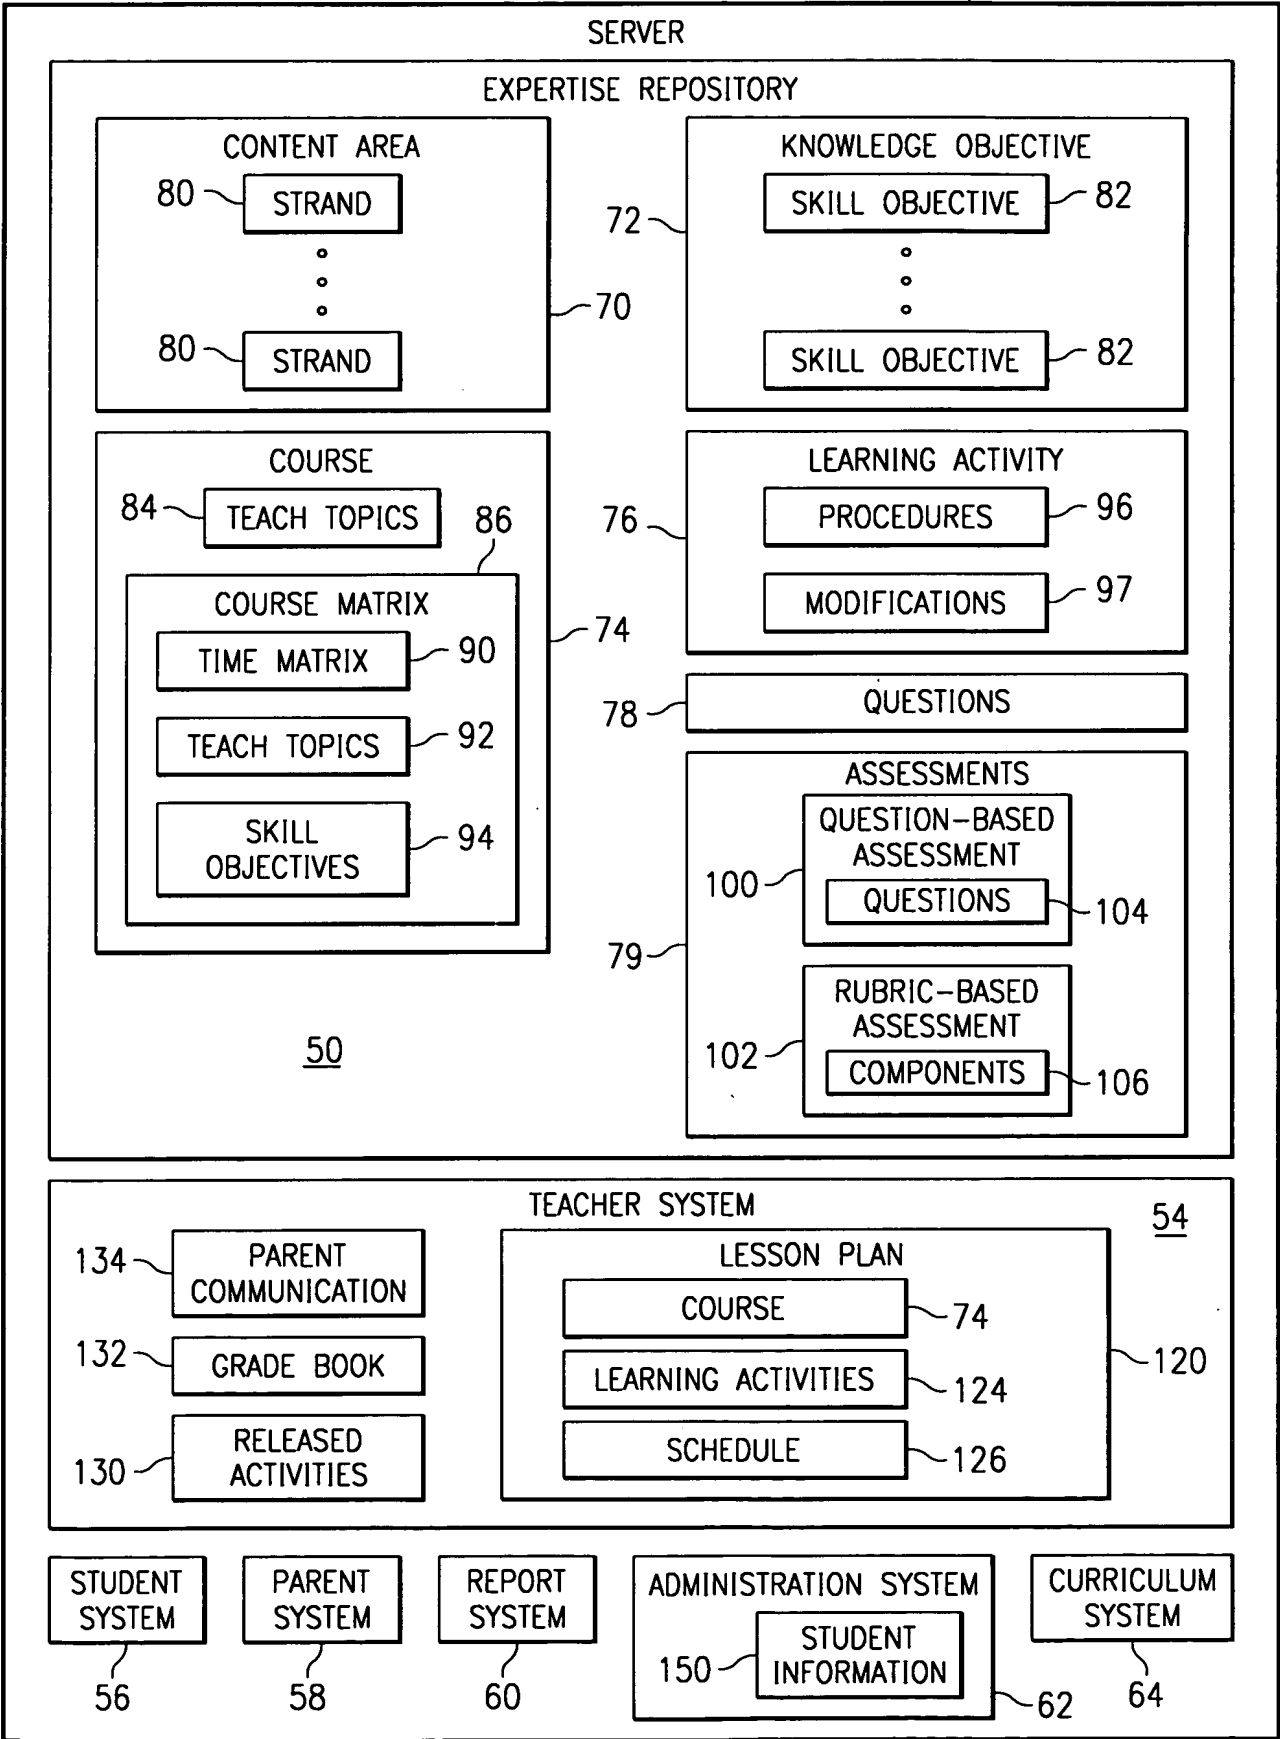 SERVER
EXPERTISE REPOSITORY
CONTENT AREA
80
STRAND
80
STRAND
70
KNOWLEDGE OBJECTIVE
SKILL OBJECTIVE
82
72
SKILL OBJECTIVE
82
COURSE
84
TEACH TOPICS
86
COURSE MATRIX
TIME MATRIX
90
74
TEACH TOPICS
92
SKILL
OBJECTIVES
94
LEARNING ACTIVITY
PROCEDURES
96
76
MODIFICATIONS
97
78
QUESTIONS
ASSESSMENTS
QUESTION-BASED
ASSESSMENT
100
QUESTIONS
104
79
RUBRIC-BASED
ASSESSMENT
102
COMPONENTS
106
50
TEACHER SYSTEM
54
134
PARENT
COMMUNICATION
132
GRADE BOOK
130
RELEASED
ACTIVITIES
LESSON PLAN
COURSE
74
LEARNING ACTIVITIES
124
120
SCHEDULE
126
STUDENT
SYSTEM
56
PARENT
SYSTEM
58
REPORT
SYSTEM
60
ADMINISTRATION SYSTEM
150
STUDENT
INFORMATION
62
CURRICULUM
SYSTEM
64